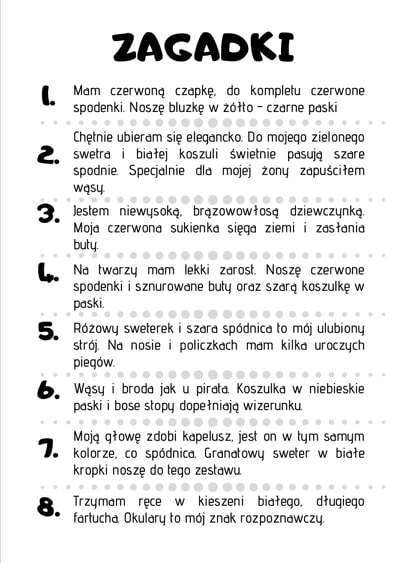 ZAGADKI
1. Mam czerwoną czapkę, do kompletu czerwone
spodenki. Noszę bluzkę w żółto - czarne paski
2. Chętnie ubieram się elegancko. Do mojego zielonego
swetra i białej koszuli świetnie pasują szare
spodnie. Specjalnie dla mojej żony zapuściłem
wąsy.
3. Jestem niewysoką, brązowowłosą dziewczynką.
Moja czerwona sukienka sięga ziemi i zasłania
buty.
4. Na twarzy mam lekki zarost. Noszę czerwone
spodenki i sznurowane buty oraz szarą koszulkę w
paski.
5. Różowy sweterek i szara spódnica to mój ulubiony
strój. Na nosie i policzkach mam kilka uroczych
piegów.
6. Wąsy i broda jak u pirata. Koszulka w niebieskie
paski i bose stopy dopełniają wizerunku.
7. Moją głowę zdobi kapelusz, jest on w tym samym
kolorze, co spódnica. Granatowy sweter w białe
kropki noszę do tego zestawu.
8. Trzymam ręce w kieszeni białego, długiego
fartucha. Okulary to mój znak rozpoznawczy.